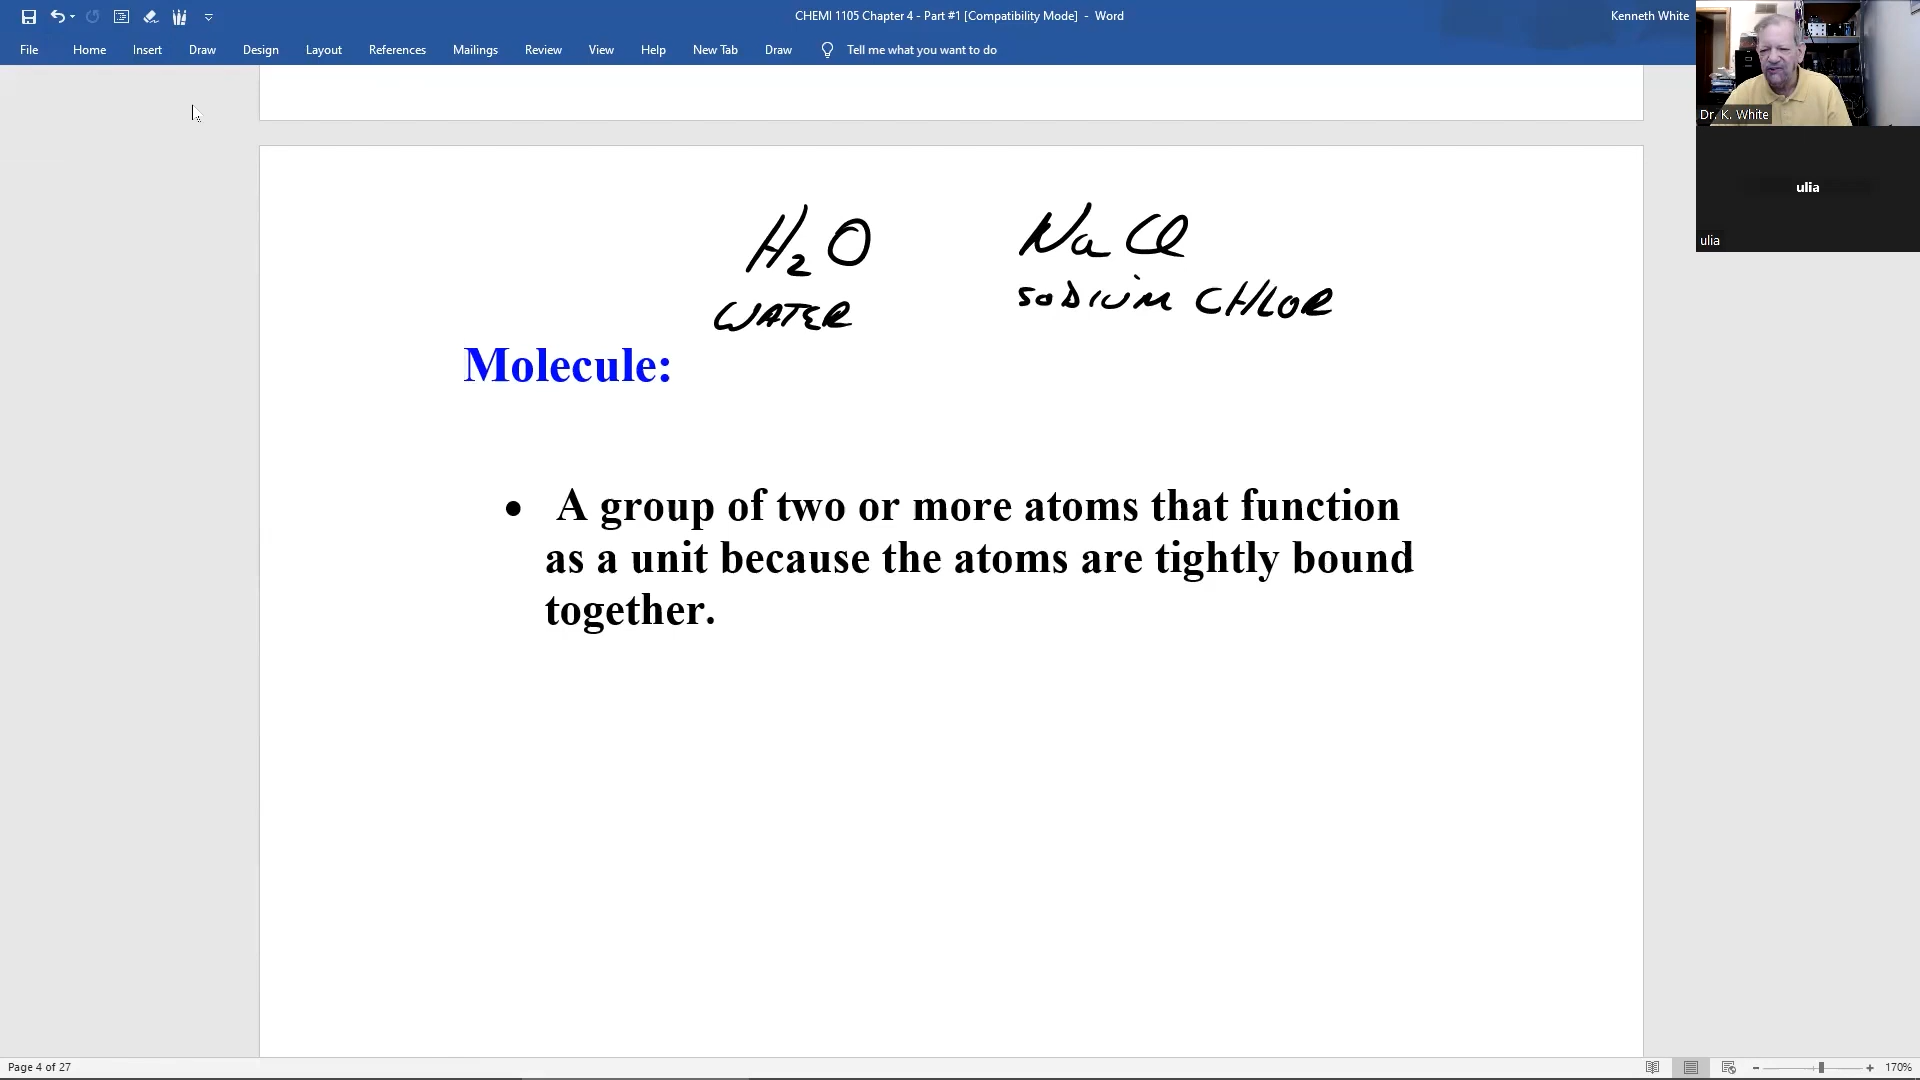 CHEMI 1105 Chapter 4 - Part #1 [Compatibility Mode] - Word
Kenneth White
File Home Insert Draw Design Layout References Mailings Review View Help New Tab Draw Tell me what you want to do
Dr. K. White
ulia
ulia
H2O NaCl
WATER SODIUM CHLOR
Molecule:
• A group of two or more atoms that function
as a unit because the atoms are tightly bound
together.
Page 4 of 27
170%